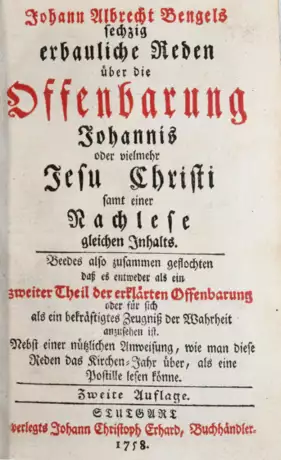 Johann Albrecht Bengels
sechzig
erbauliche Reden
über die
Offenbarung
Johannis
oder vielmehr
Jesu Christi
samt einer
Nachlese
gleichen Inhalts.
Beedes also zusammen geflochten
daß es entweder als ein
zweiter Theil der erklärten Offenbarung
oder für sich
als ein bekräftigtes Zeugniß der Wahrheit
anzusehen ist.
Nebst einer nützlichen Anweisung, wie man diese
Reden das Kirchen-Jahr über, als eine
Postille lesen könne.
Zweite Auflage.
STUTGART
verlegts Johann Christoph Erhard, Buchhändler.
1758.